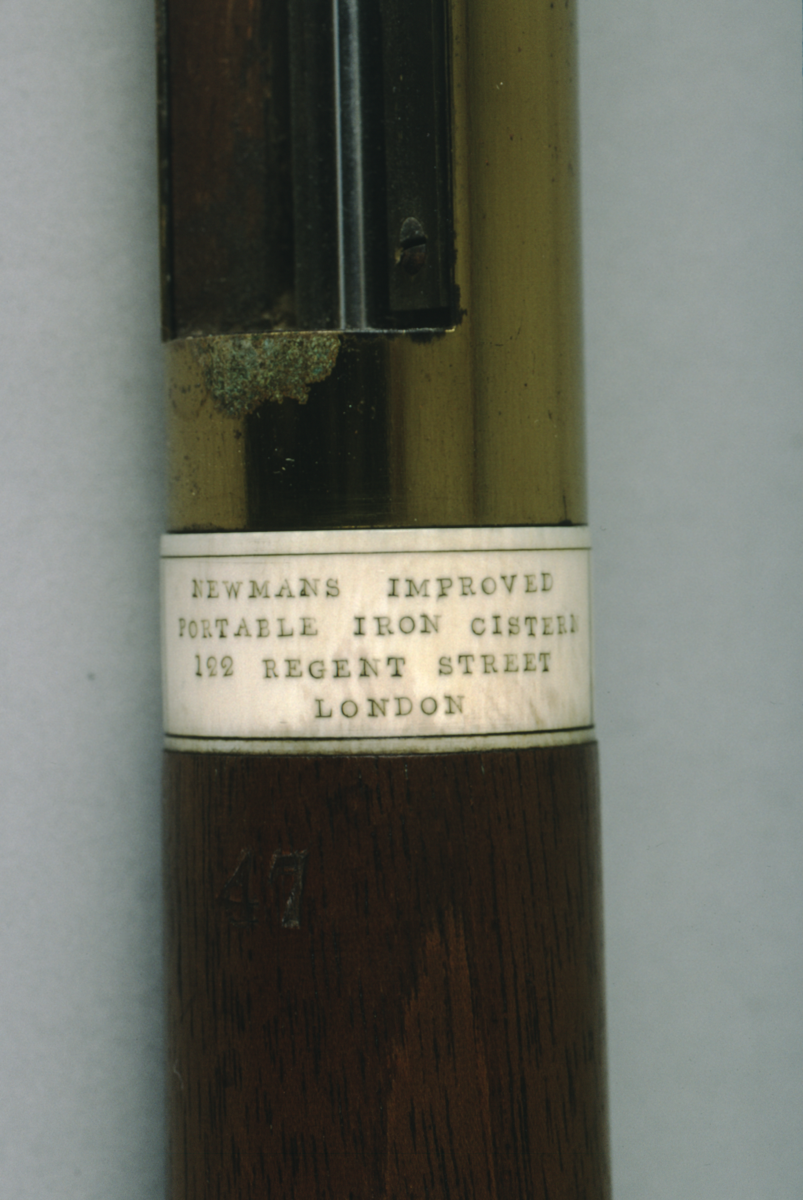 NEWMANS IMPROVED
PORTABLE IRON CISTERN
122 REGENT STREET
LONDON
47